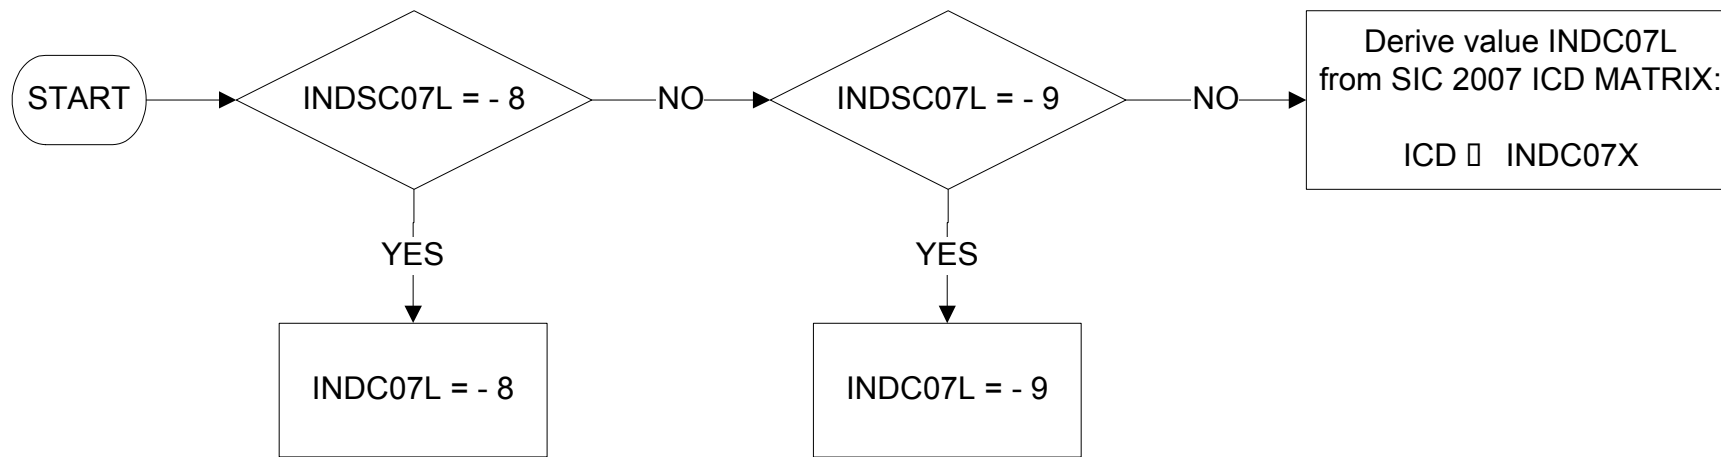 START
INDSC07L = - 8
NO
INDSC07L = - 9
NO
Derive value INDC07L
from SIC 2007 ICD MATRIX:
ICD ▯ INDC07X
YES
YES
INDC07L = - 8
INDC07L = - 9